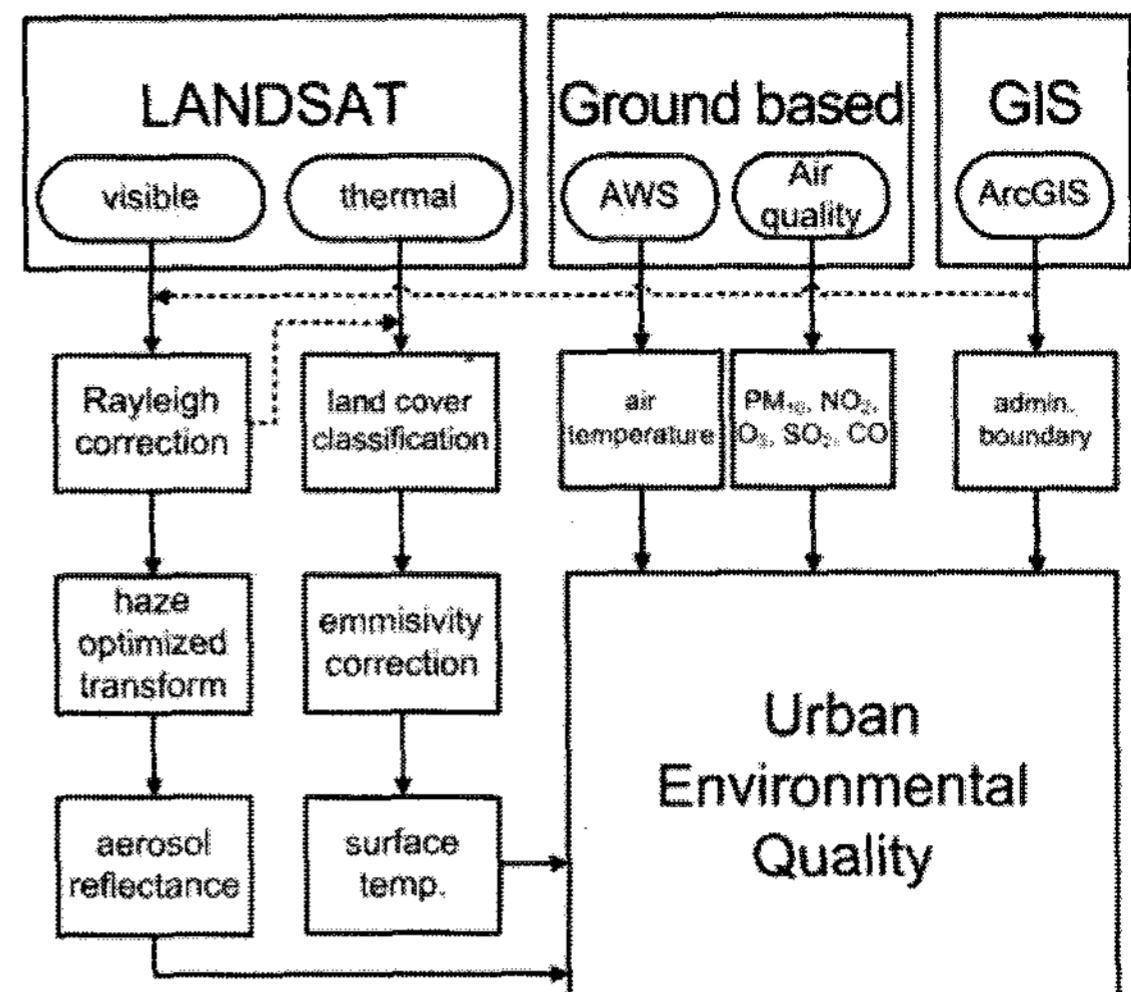 LANDSAT
visible
thermal
Ground based
AWS
Air
quality
GIS
ArcGIS
Rayleigh
correction
land cover
classification
air
temperature
PM₁₀, NO₂,
O₃, SO₂, CO
admin.
boundary
haze
optimized
transform
emmisivity
correction
aerosol
reflectance
surface
temp.
Urban
Environmental
Quality